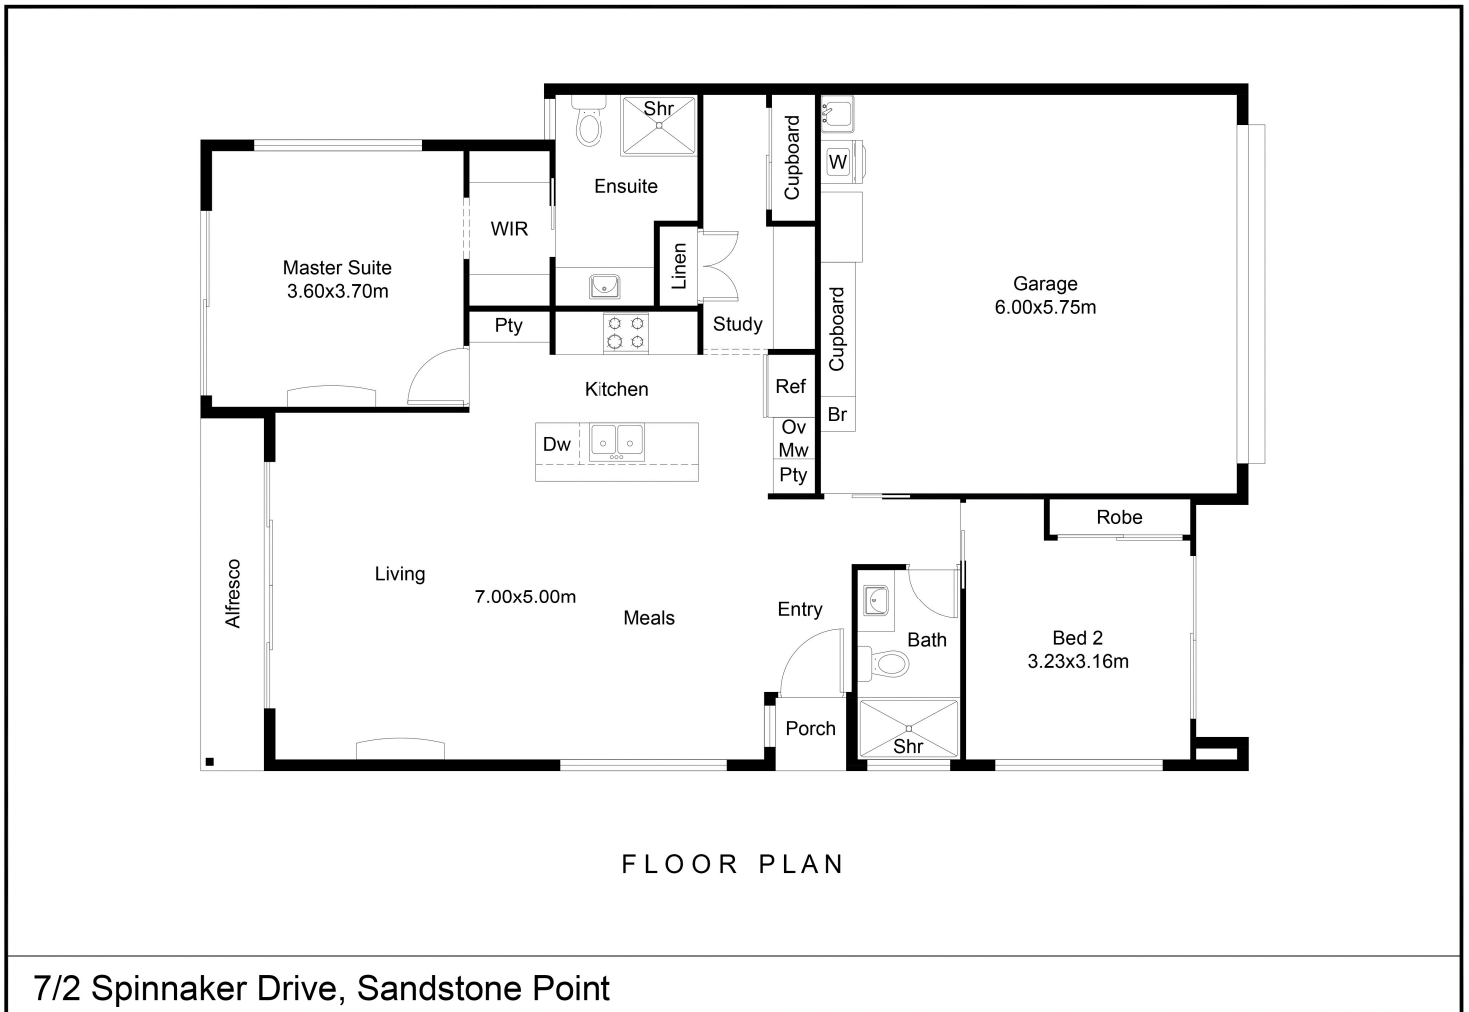 Shr
Cupboard
W
Ensuite
WIR
Linen
Master Suite
3.60x3.70m
Garage
6.00x5.75m
Pty
Study
Cupboard
Kitchen
Ref
Br
Ov
Mw
Dw
Pty
Robe
Living
7.00x5.00m
Alfresco
Meals
Entry
Bath
Bed 2
3.23x3.16m
Porch
Shr
FLOOR PLAN
7/2 Spinnaker Drive, Sandstone Point